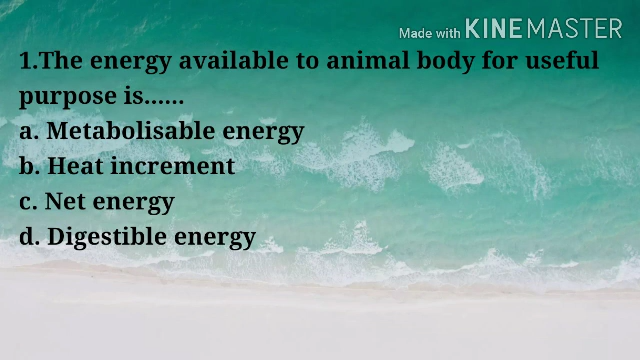 Made with KINEMASTER
1.The energy available to animal body for useful
purpose is......
a. Metabolisable energy
b. Heat increment
c. Net energy
d. Digestible energy